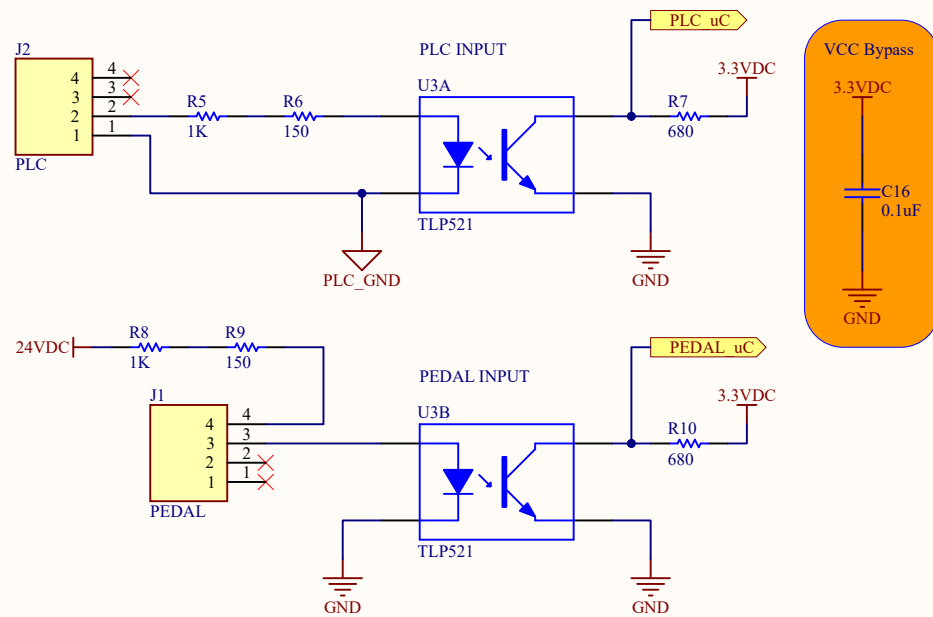 PLC_uC
J2
PLC INPUT
VCC Bypass
4 4
3 3
2 2
1 1
PLC
R5
1K
R6
150
U3A
TLP521
3.3VDC
R7
680
PLC_GND
GND
3.3VDC
C16
0.1uF
GND
24VDC
R8
1K
R9
150
PEDAL_uC
PEDAL INPUT
J1
4 4
3 3
2 2
1 1
PEDAL
U3B
TLP521
3.3VDC
R10
680
GND
GND